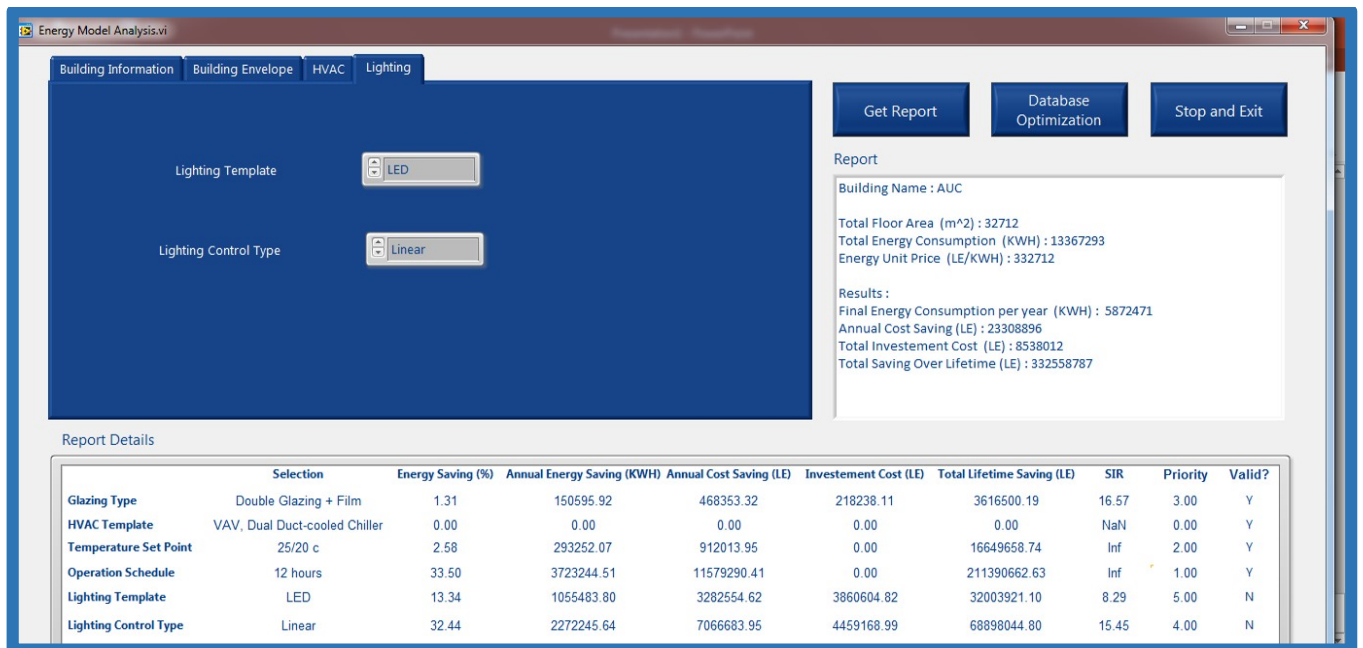 Energy Model Analysis.vi
Presentation1 - PowerPoint
Building Information Building Envelope HVAC Lighting
Lighting Template LED
Lighting Control Type Linear
Get Report Database Optimization Stop and Exit
Report
Building Name : AUC
Total Floor Area (m^2) : 32712
Total Energy Consumption (KWH) : 13367293
Energy Unit Price (LE/KWH) : 332712
Results :
Final Energy Consumption per year (KWH) : 5872471
Annual Cost Saving (LE) : 23308896
Total Investement Cost (LE) : 8538012
Total Saving Over Lifetime (LE) : 332558787
Report Details
Selection Energy Saving (%) Annual Energy Saving (KWH) Annual Cost Saving (LE) Investement Cost (LE) Total Lifetime Saving (LE) SIR Priority Valid?
Glazing Type Double Glazing + Film 1.31 150595.92 468353.32 218238.11 3616500.19 16.57 3.00 Y
HVAC Template VAV, Dual Duct-cooled Chiller 0.00 0.00 0.00 0.00 0.00 NaN 0.00 Y
Temperature Set Point 25/20 c 2.58 293252.07 912013.95 0.00 16649658.74 Inf 2.00 Y
Operation Schedule 12 hours 33.50 3723244.51 11579290.41 0.00 211390662.63 Inf 1.00 Y
Lighting Template LED 13.34 1055483.80 3282554.62 3860604.82 32003921.10 8.29 5.00 N
Lighting Control Type Linear 32.44 2272245.64 7066683.95 4459168.99 68898044.80 15.45 4.00 N